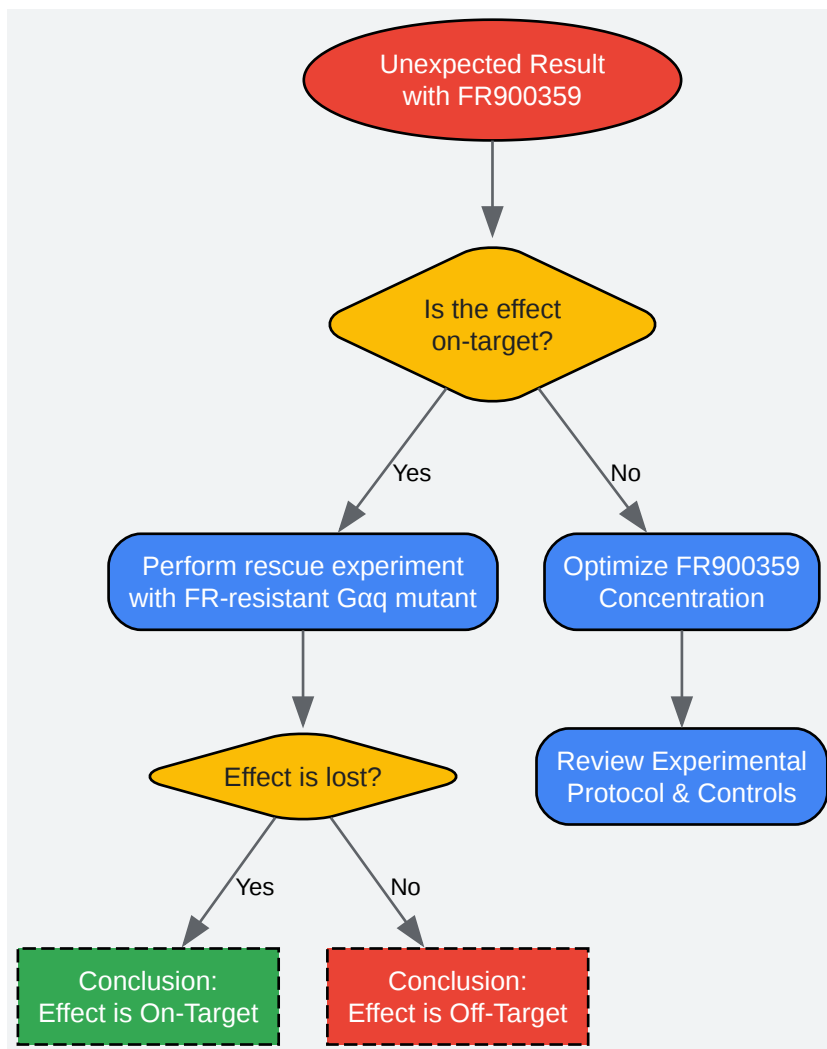 Unexpected Result
with FR900359
Is the effect
on-target?
Yes
No
Perform rescue experiment
with FR-resistant Gαq mutant
Optimize FR900359
Concentration
Effect is lost?
Review Experimental
Protocol & Controls
Yes
No
Conclusion:
Effect is On-Target
Conclusion:
Effect is Off-Target